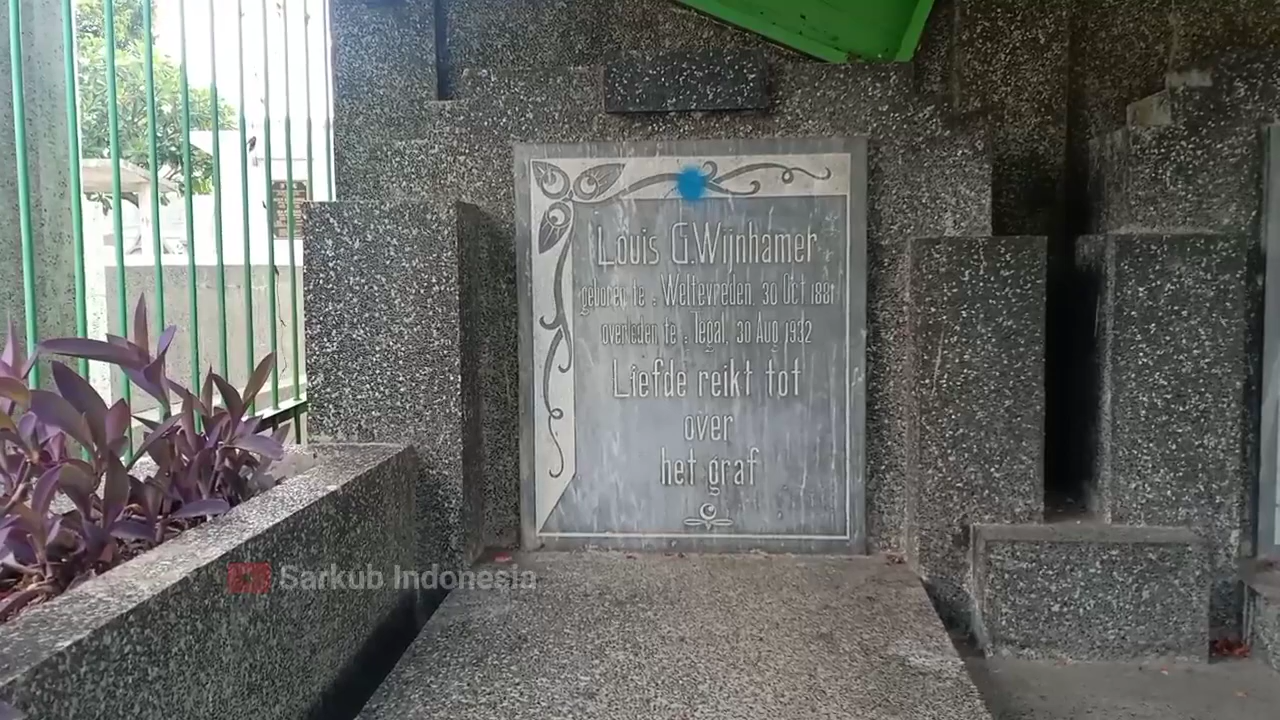 Louis G. Wijnhamer
geboren te : Weltevreden, 30 Oct 1881
overleden te : Tegal, 30 Aug 1932
Liefde reikt tot
over
het graf
Sarkub Indonesia